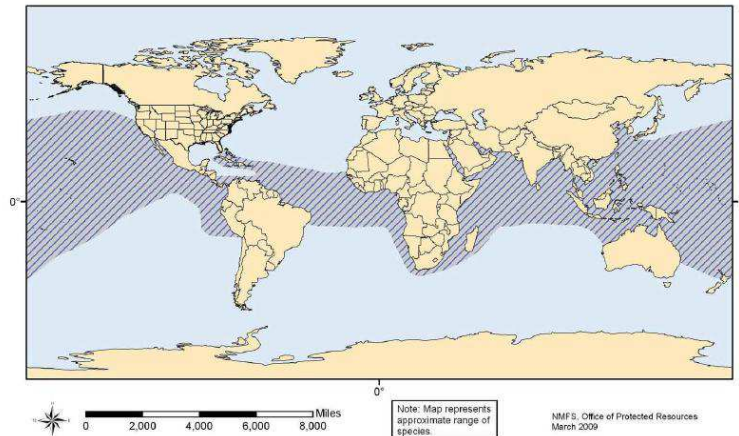 0°
0°
Miles
0 2,000 4,000 6,000 8,000
Note: Map represents
approximate range of
species.
NMFS, Office of Protected Resources
March 2009